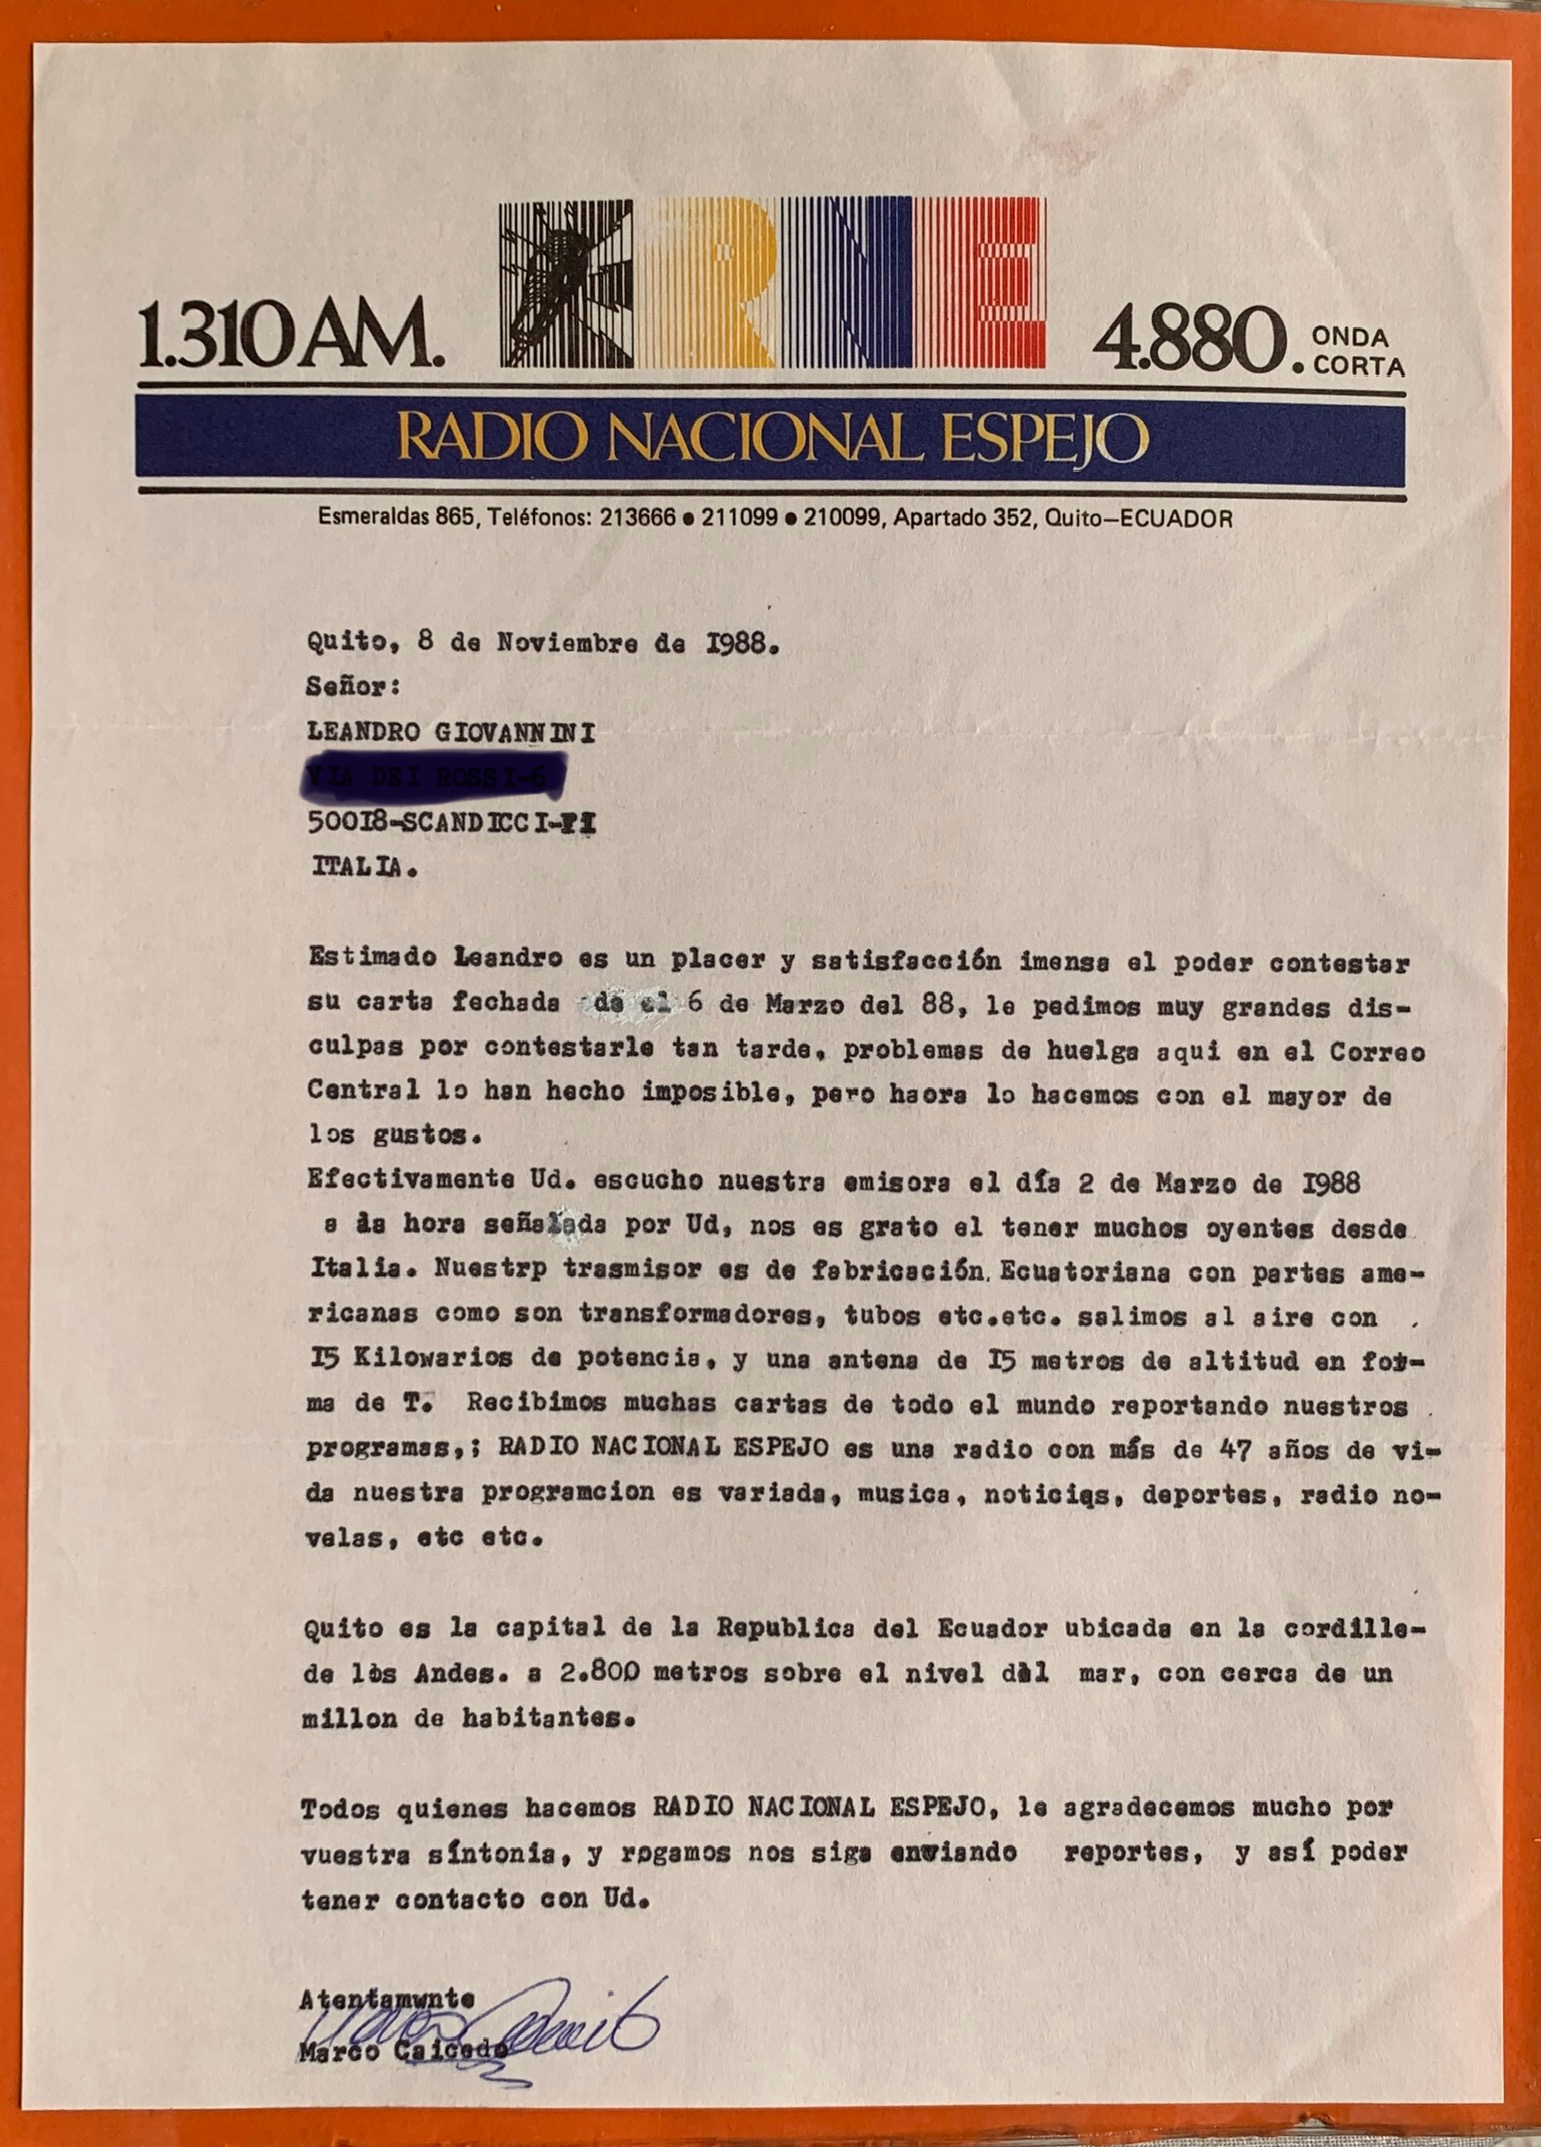 RNE
1.310 AM.
4.880. ONDA CORTA
RADIO NACIONAL ESPEJO
Esmeraldas 865, Teléfonos: 213666 ● 211099 ● 210099, Apartado 352, Quito—ECUADOR
Quito, 8 de Noviembre de I988.
Señor:
LEANDRO GIOVANNINI
500I8-SCANDICCI-FI
ITALIA.
Estimado Leandro es un placer y satisfacción imensa el poder contestar
su carta fechada de el 6 de Marzo del 88, le pedimos muy grandes dis-
culpas por contestarle tan tarde, problemas de huelga aqui en el Correo
Central lo han hecho imposible, pero haora lo hacemos con el mayor de
los gustos.
Efectivamente Ud. escucho nuestra emisora el día 2 de Marzo de I988
a la hora señalada por Ud, nos es grato el tener muchos oyentes desde
Italia. Nuestrp trasmisor es de fabricación Ecuatoriana con partes ame-
ricanas como son transformadores, tubos etc.etc. salimos al aire con
I5 Kilowarios de potencia, y una antena de I5 metros de altitud en for-
ma de T. Recibimos muchas cartas de todo el mundo reportando nuestros
programas,; RADIO NACIONAL ESPEJO es una radio con más de 47 años de vi-
da nuestra programcion es variada, musica, noticiqs, deportes, radio no-
velas, etc etc.
Quito es la capital de la Republica del Ecuador ubicada en la cordille-
de los Andes. a 2.800 metros sobre el nivel del mar, con cerca de un
millon de habitantes.
Todos quienes hacemos RADIO NACIONAL ESPEJO, le agradecemos mucho por
vuestra síntonia, y rogamos nos siga enviando reportes, y así poder
tener contacto con Ud.
Atentamwnte
Marco Caicedo